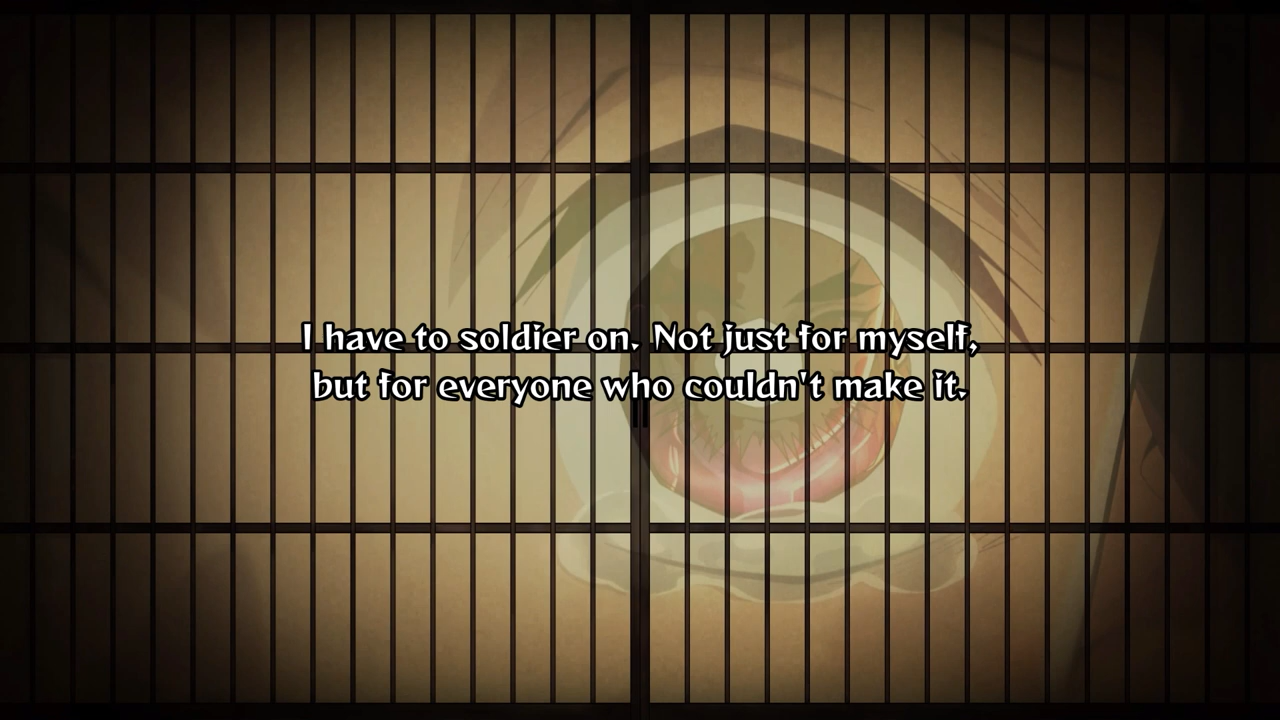 I have to soldier on. Not just for myself,
but for everyone who couldn't make it.